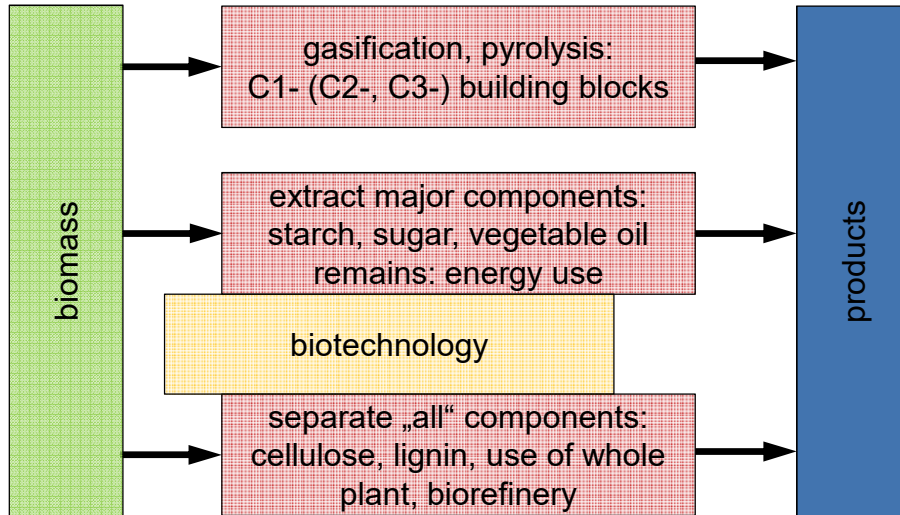 biomass
gasification, pyrolysis:
C1- (C2-, C3-) building blocks
extract major components:
starch, sugar, vegetable oil
remains: energy use
biotechnology
separate „all“ components:
cellulose, lignin, use of whole
plant, biorefinery
products